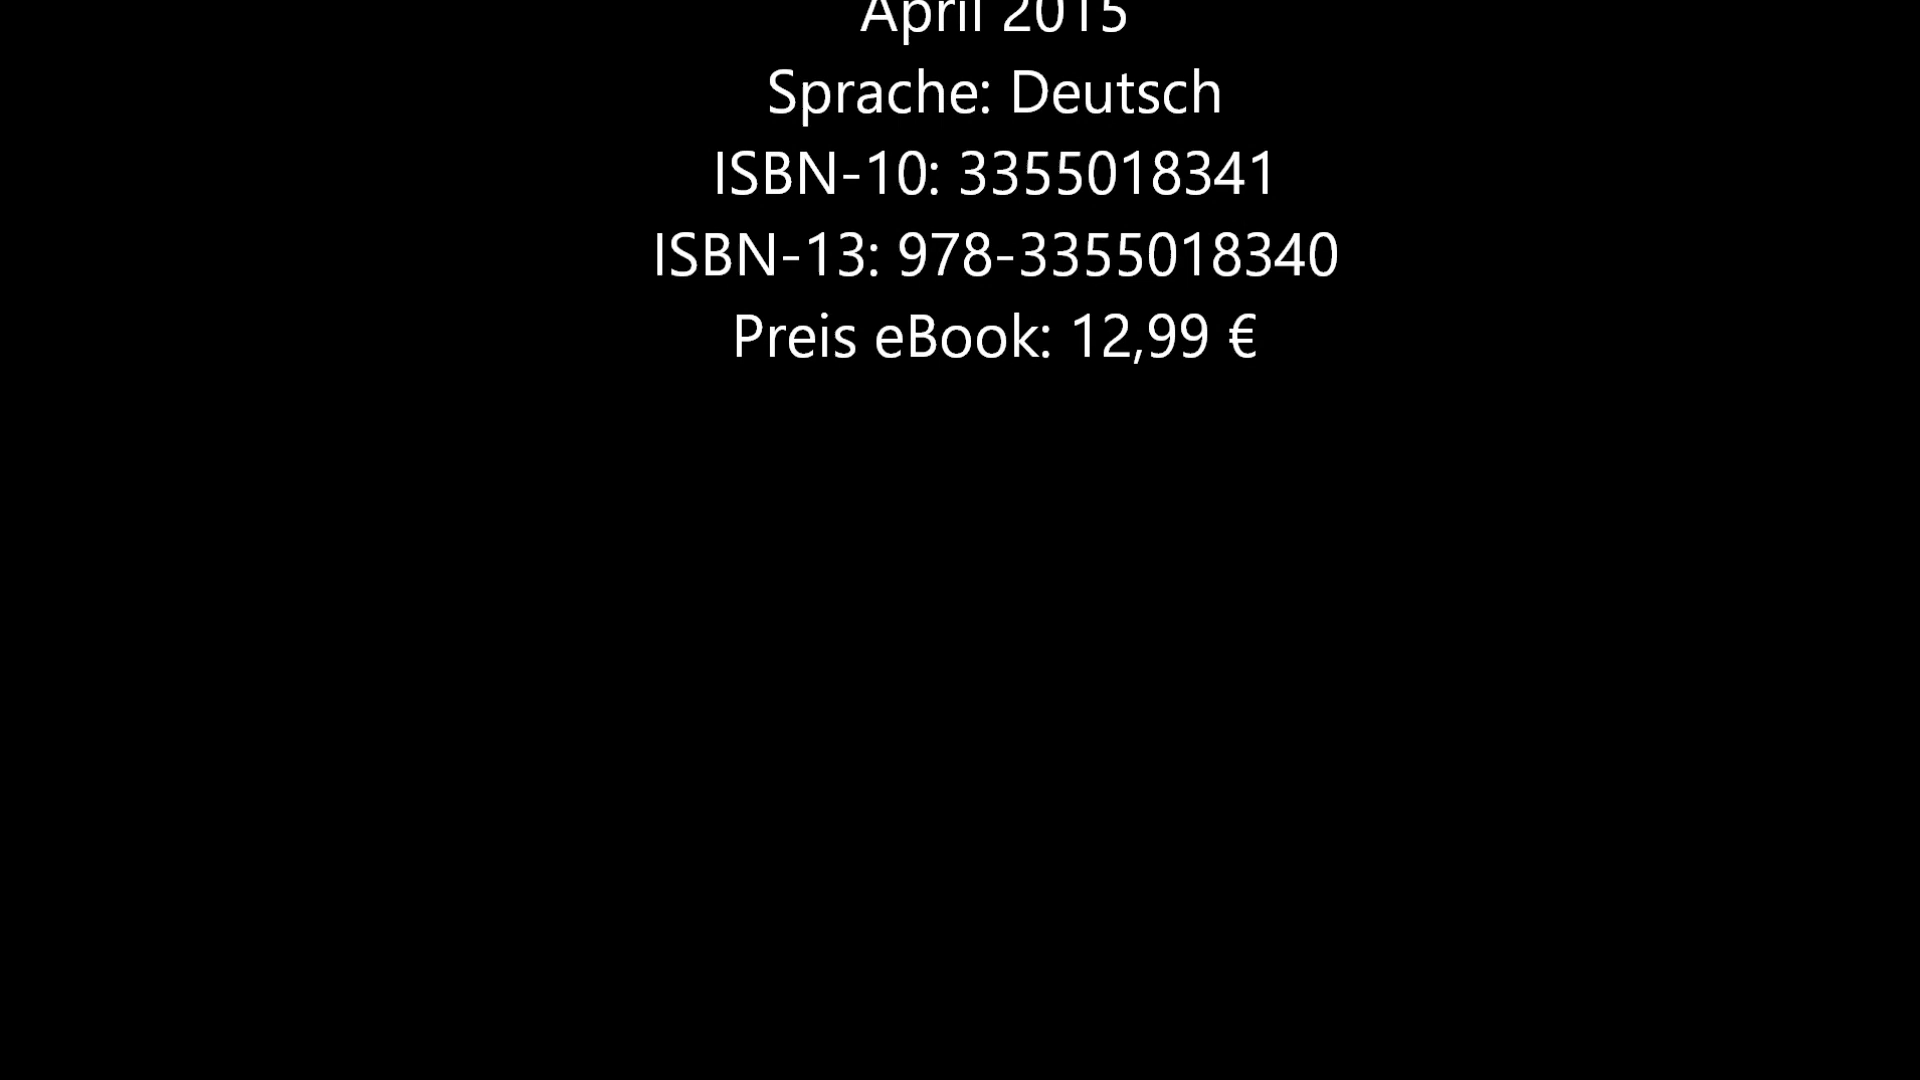 April 2015
Sprache: Deutsch
ISBN-10: 3355018341
ISBN-13: 978-3355018340
Preis eBook: 12,99 €